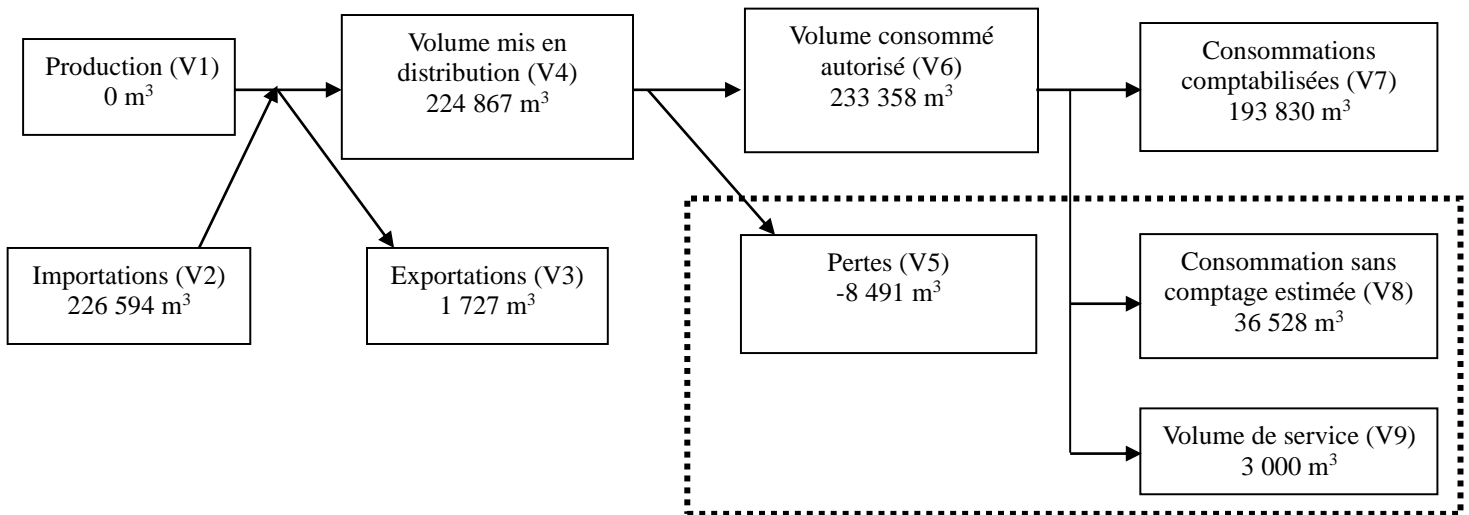 Production (V1)
0 m³
Volume mis en
distribution (V4)
224 867 m³
Volume consommé
autorisé (V6)
233 358 m³
Consommations
comptabilisées (V7)
193 830 m³
Importations (V2)
226 594 m³
Exportations (V3)
1 727 m³
Pertes (V5)
-8 491 m³
Consommation sans
comptage estimée (V8)
36 528 m³
Volume de service (V9)
3 000 m³